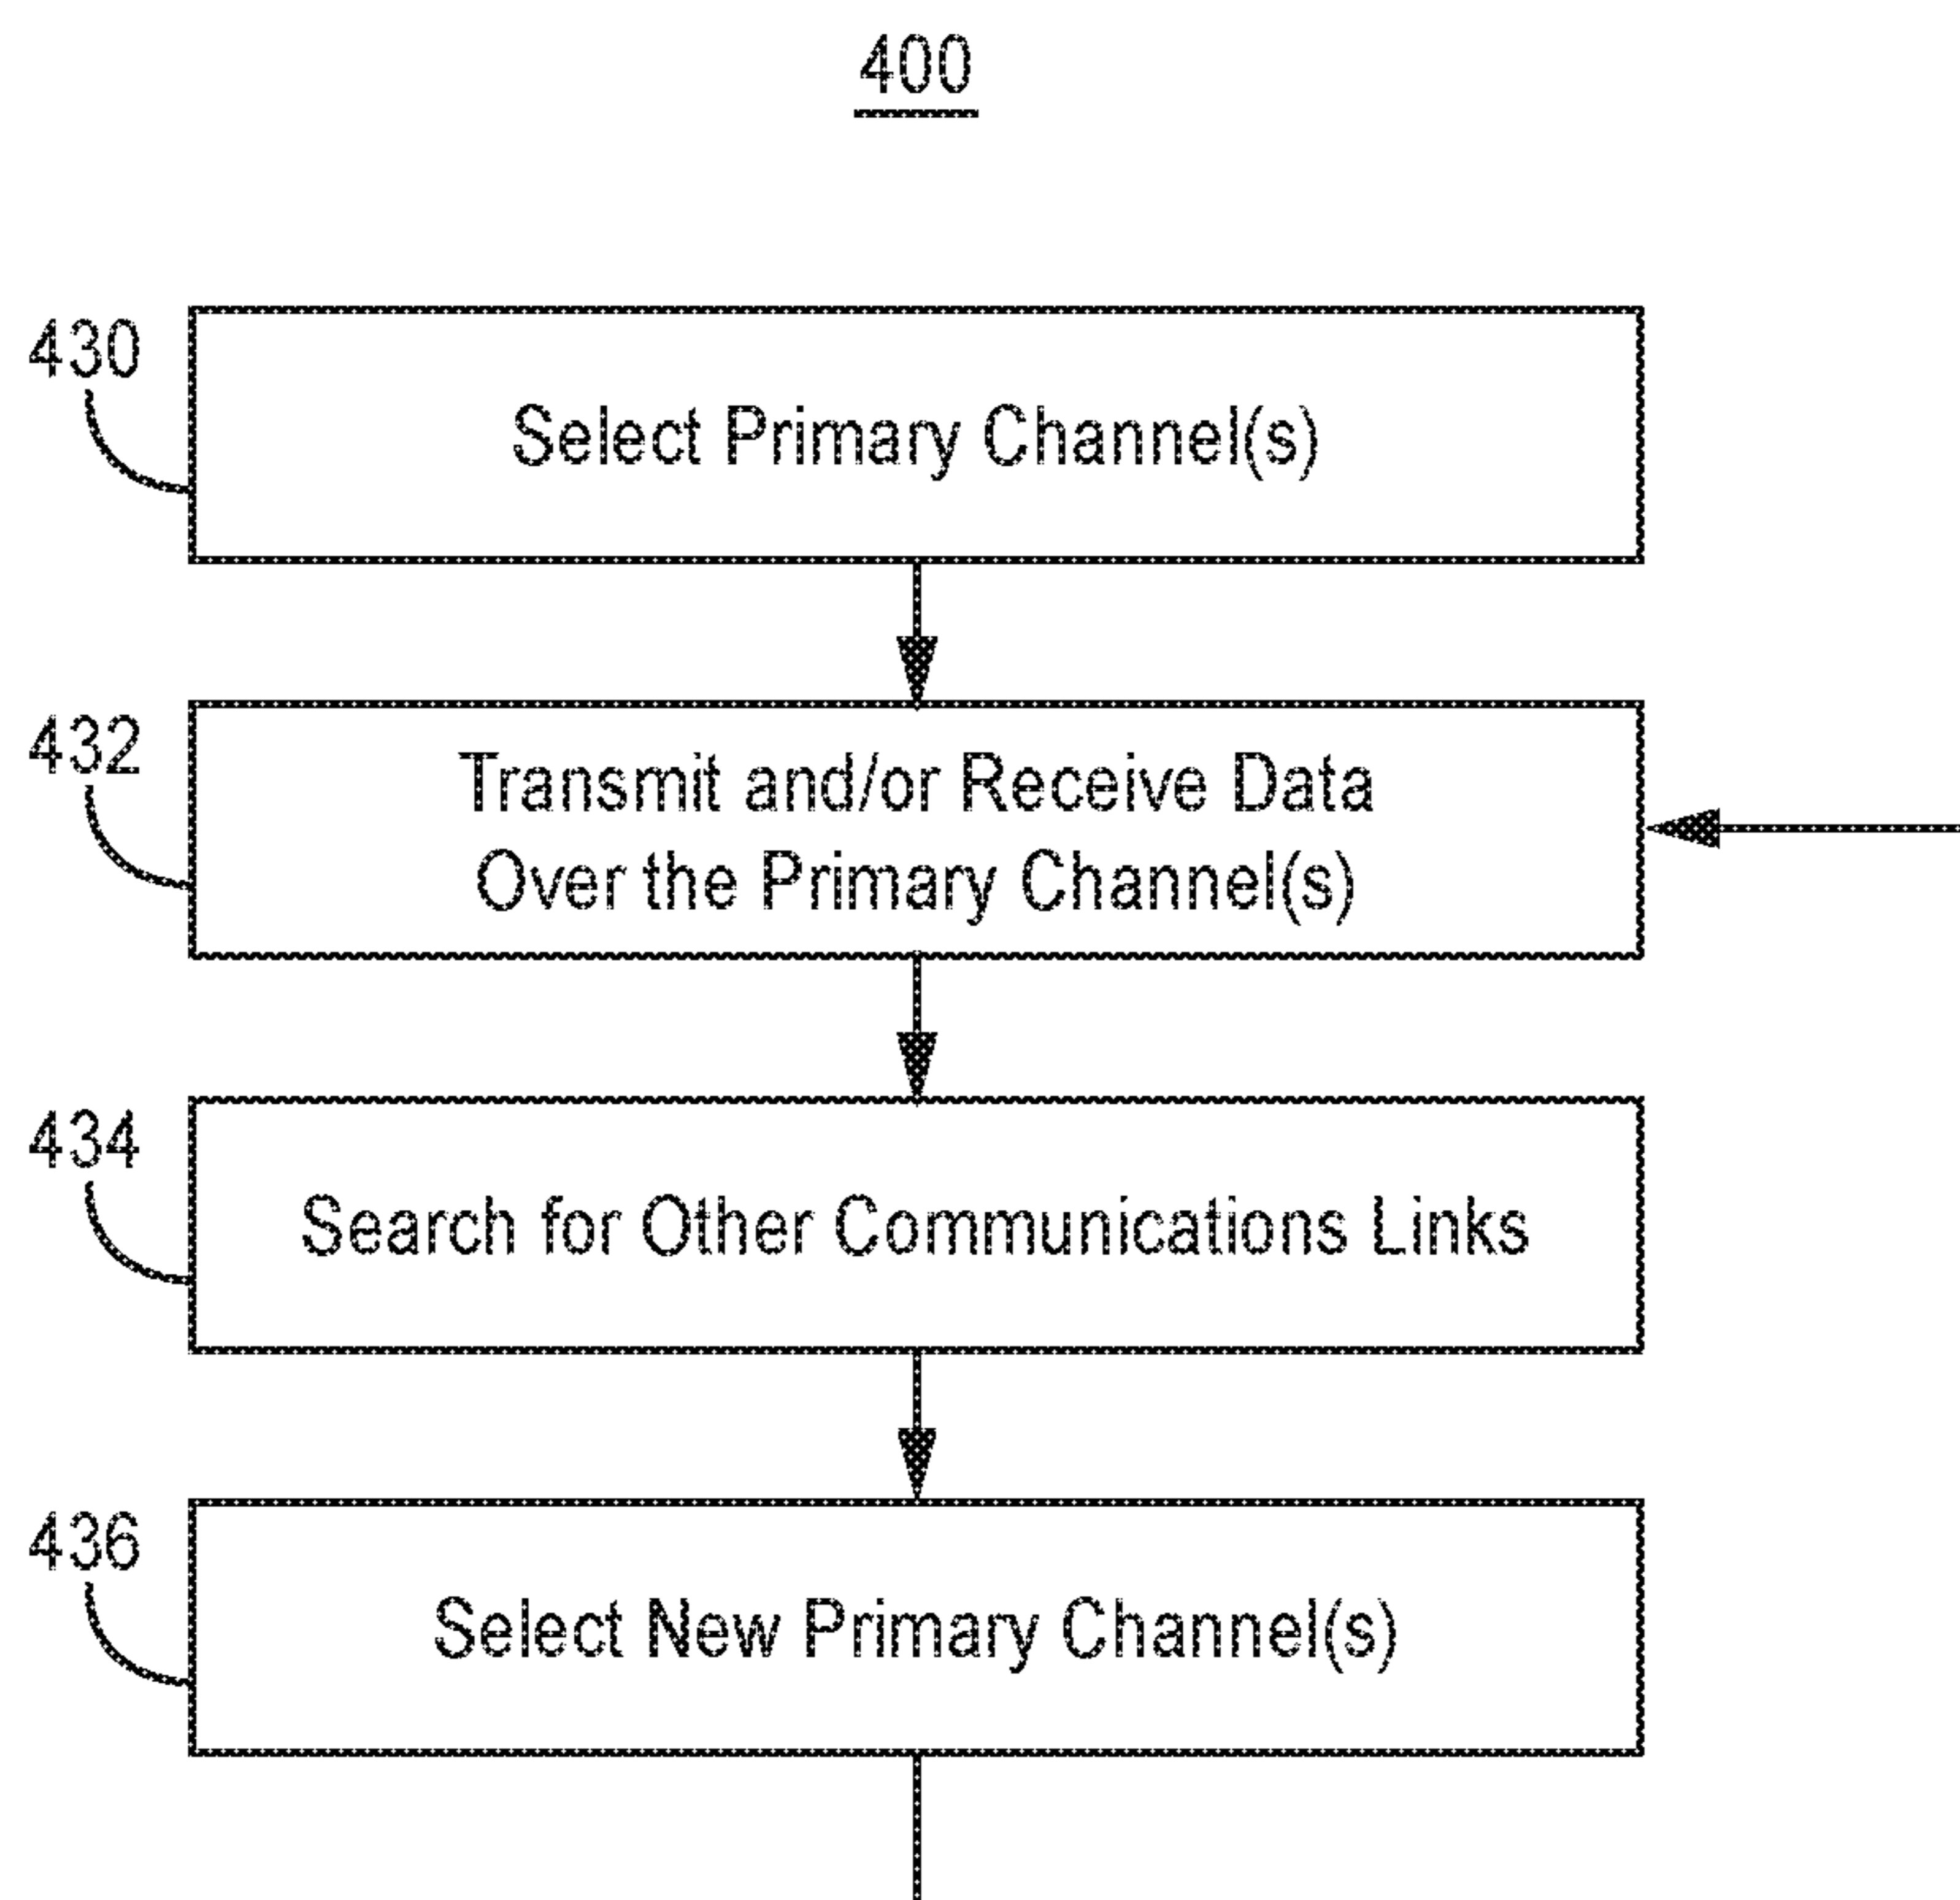 400
430
Select Primary Channel(s)
432
Transmit and/or Receive Data
Over the Primary Channel(s)
434
Search for Other Communications Links
436
Select New Primary Channel(s)